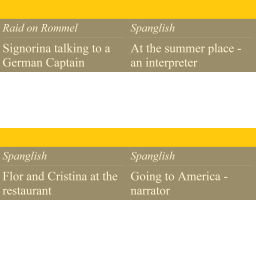 Raid on Rommel
Spanglish
Signorina talking to a
German Captain
At the summer place -
an interpreter
Spanglish
Spanglish
Flor and Cristina at the
restaurant
Going to America -
narrator